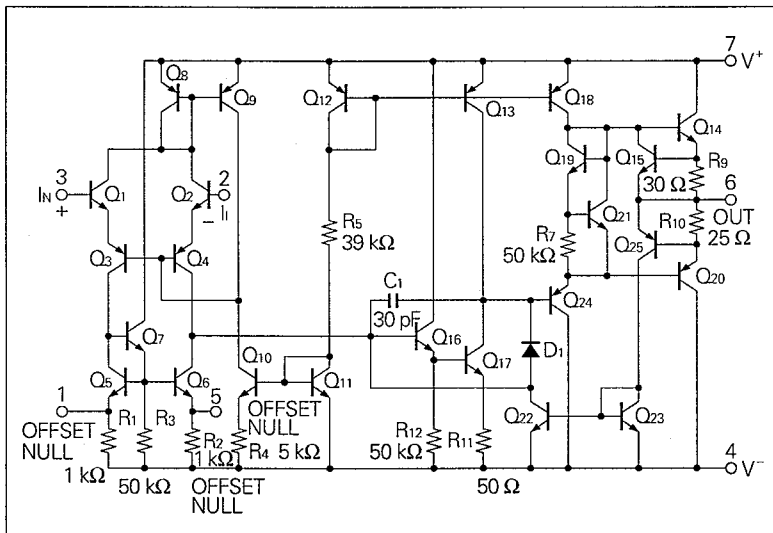 7
V+
Q8
Q9
Q12
Q13
Q18
Q14
Q19
Q15
R9
30 Ω
3
IN
+
Q1
2
II
−
Q2
6
OUT
Q21
R10
25 Ω
R5
39 kΩ
R7
50 kΩ
Q25
Q3
Q4
Q20
C1
30 pF
Q24
Q7
Q16
Q17
D1
Q10
Q11
Q5
Q6
1
OFFSET
NULL
5
OFFSET
NULL
Q22
Q23
R1
1 kΩ
R3
50 kΩ
R2
1kΩ
R4
5 kΩ
R12
50 kΩ
R11
50 Ω
OFFSET
NULL
4
V−